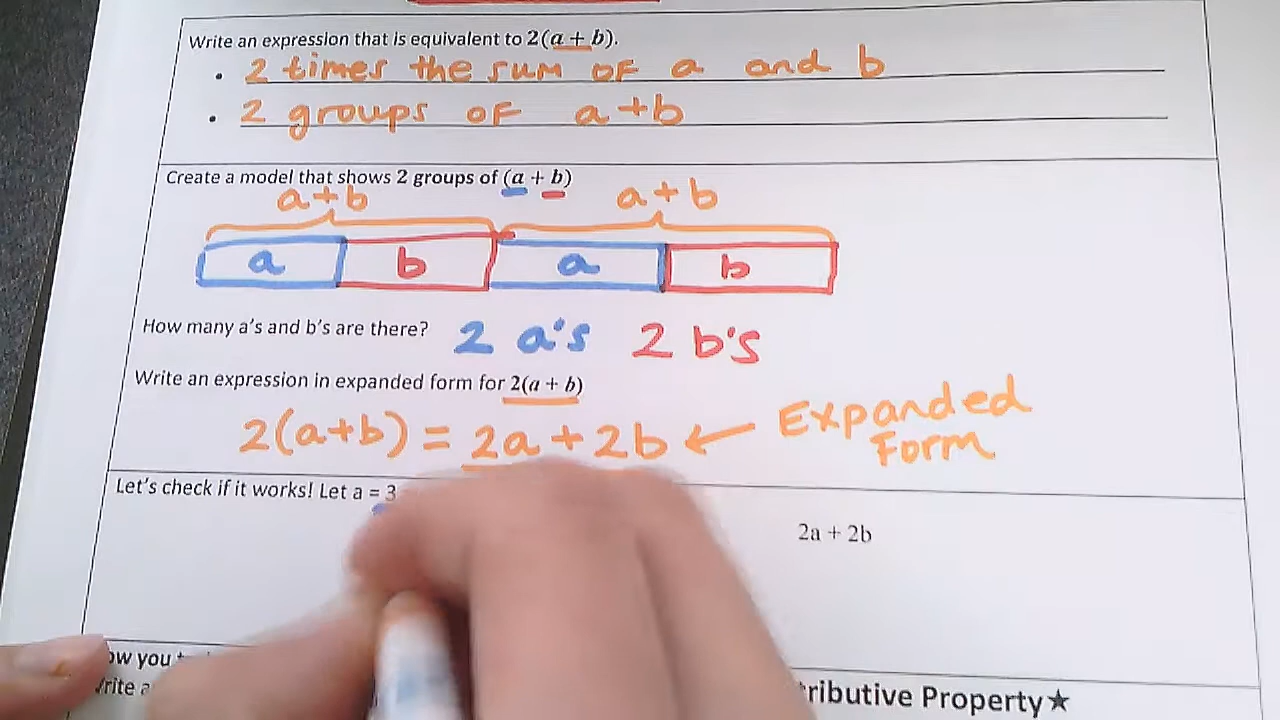 Write an expression that is equivalent to 2(a + b).
• 2 times the sum of a and b
• 2 groups of a+b
Create a model that shows 2 groups of (a + b)
a+b a+b
a b a b
How many a's and b's are there? 2 a's 2 b's
Write an expression in expanded form for 2(a + b)
2(a+b) = 2a + 2b ← Expanded Form
Let's check if it works! Let a = 3
2a + 2b
you
Property★